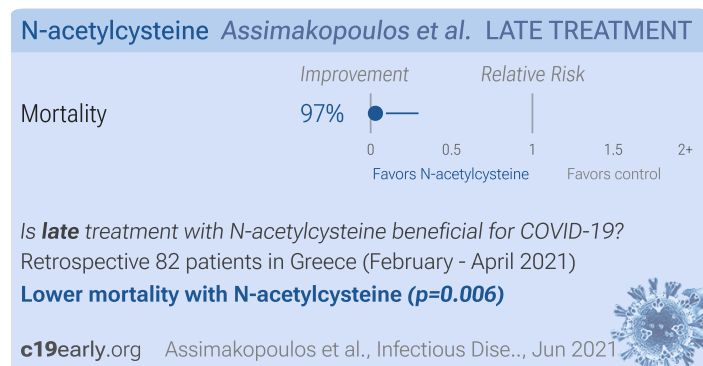 N-acetylcysteine Assimakopoulos et al. LATE TREATMENT
Improvement Relative Risk
Mortality 97%
0 0.5 1 1.5 2+
Favors N-acetylcysteine Favors control
Is late treatment with N-acetylcysteine beneficial for COVID-19?
Retrospective 82 patients in Greece (February - April 2021)
Lower mortality with N-acetylcysteine (p=0.006)
c19early.org Assimakopoulos et al., Infectious Dise.., Jun 2021